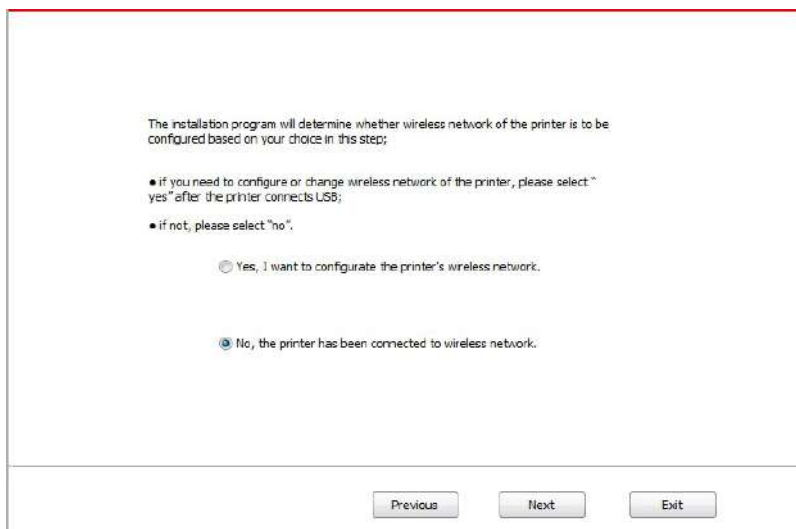 The installation program will determine whether wireless network of the printer is to be
configured based on your choice in this step;
● if you need to configure or change wireless network of the printer, please select "
yes" after the printer connects USB;
● if not, please select "no".
Yes, I want to configurate the printer's wireless network.
No, the printer has been connected to wireless network.
Previous Next Exit